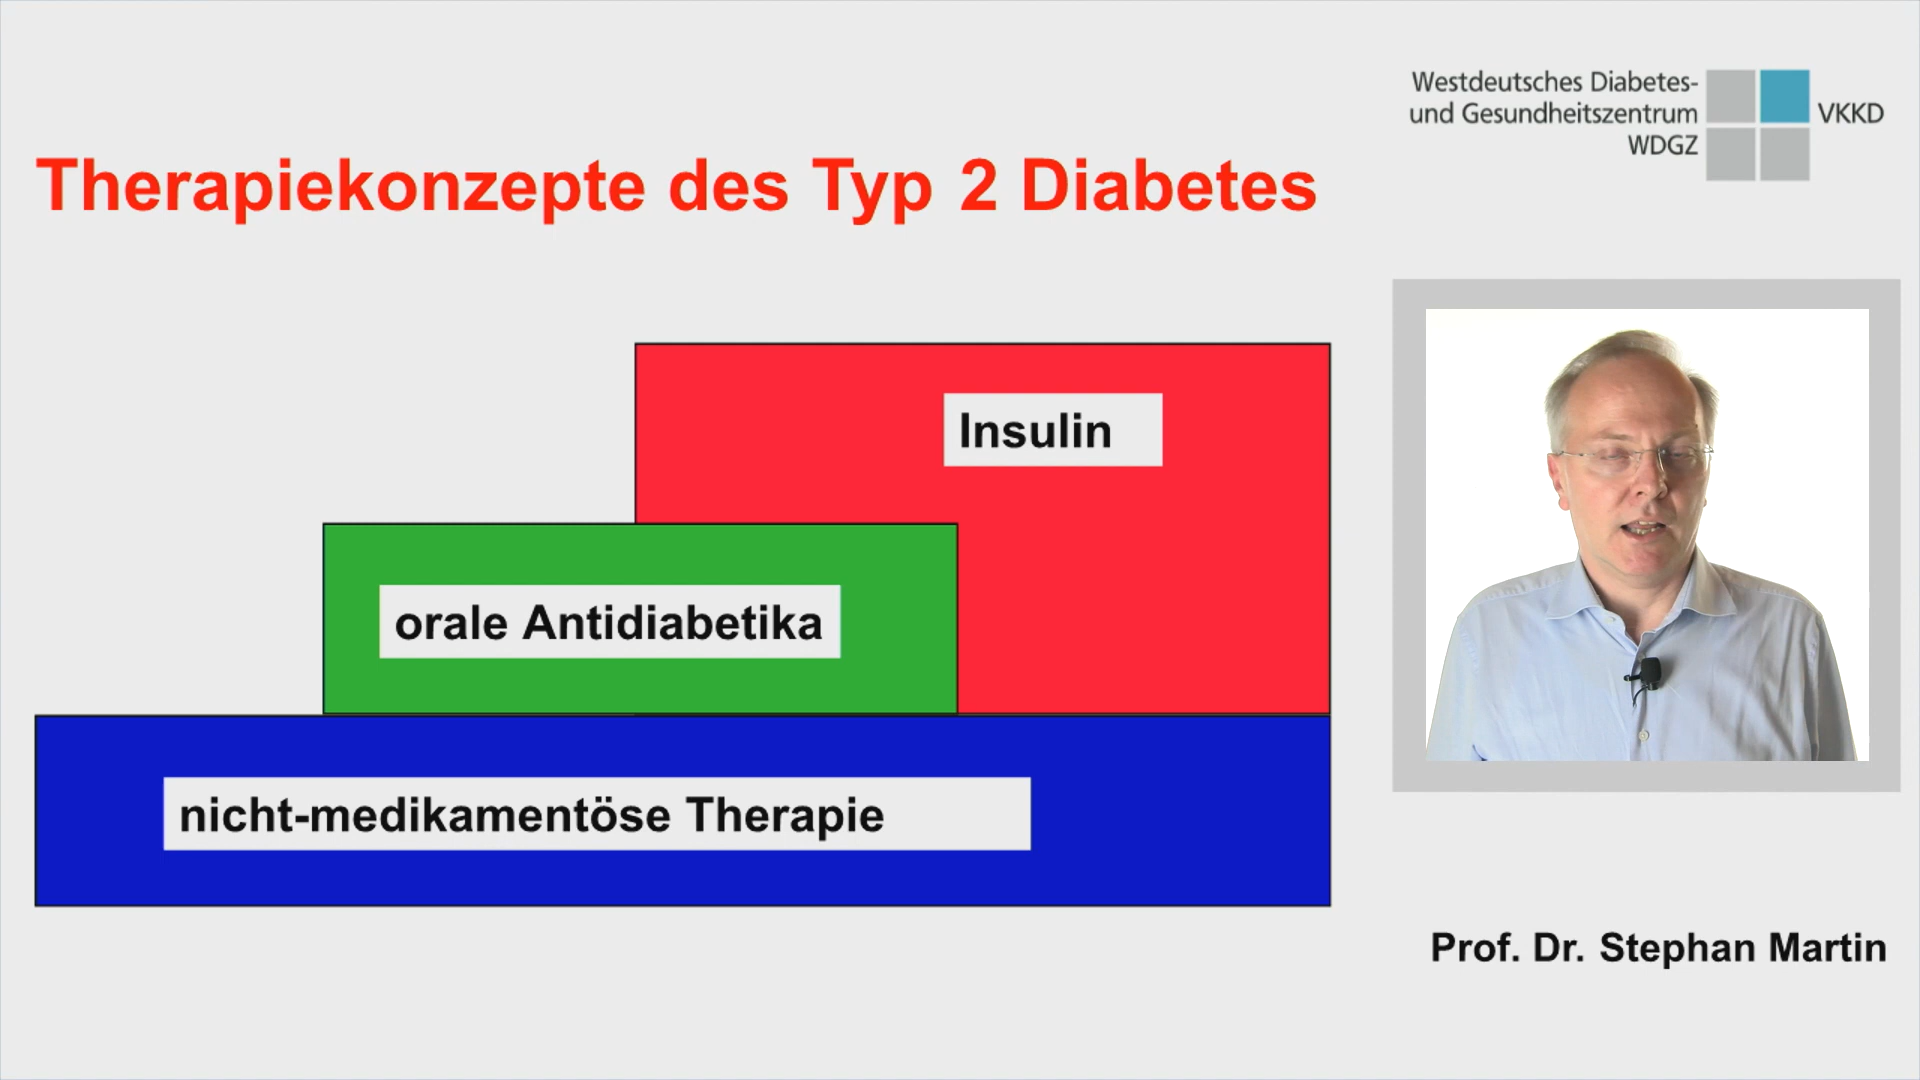 Westdeutsches Diabetes-
und Gesundheitszentrum
WDGZ
VKKD
Therapiekonzepte des Typ 2 Diabetes
Insulin
orale Antidiabetika
nicht-medikamentöse Therapie
Prof. Dr. Stephan Martin